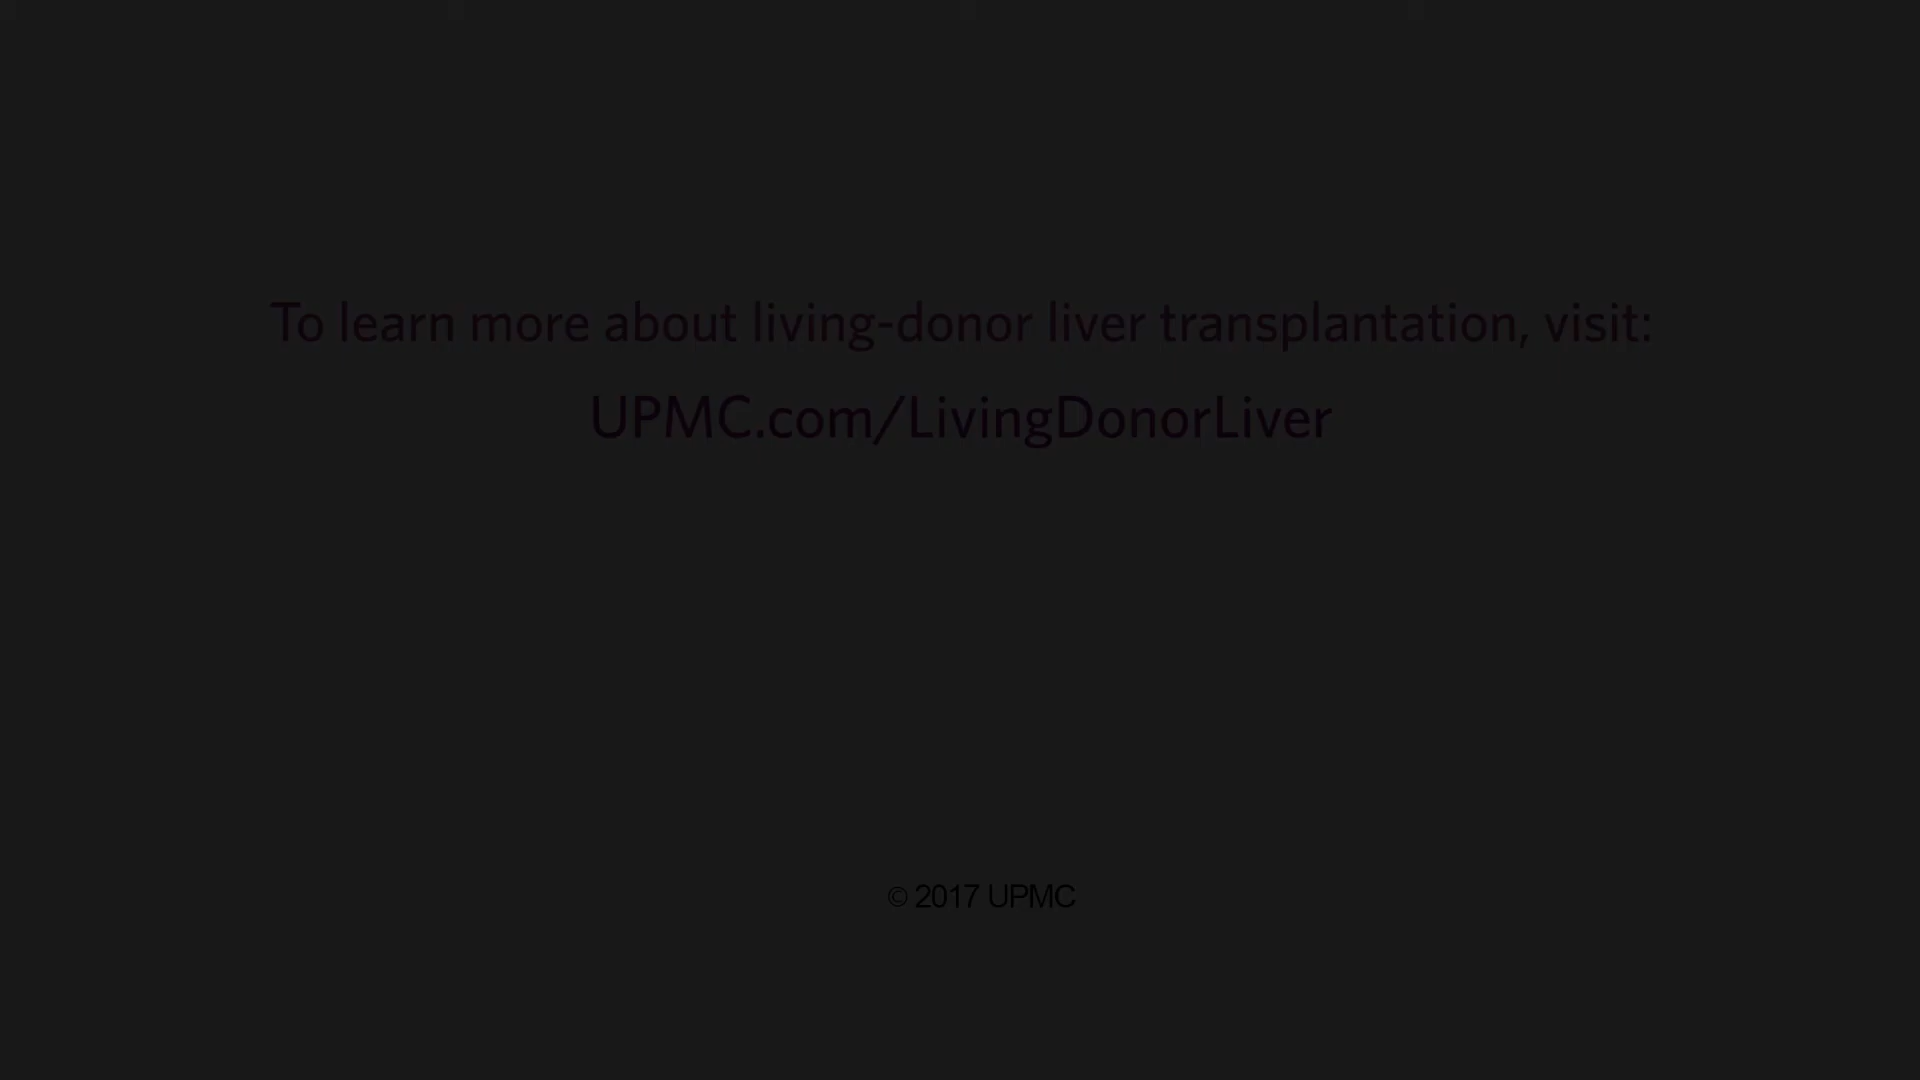 To learn more about living-donor liver transplantation, visit:
UPMC.com/LivingDonorLiver
© 2017 UPMC